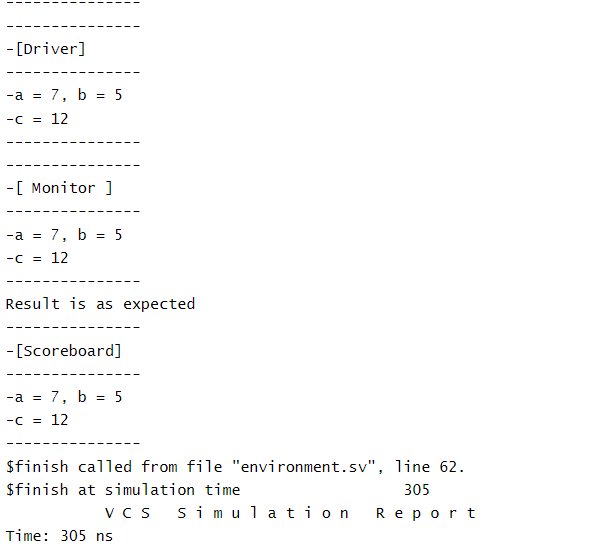 ---------------
---------------
-[Driver]
---------------
-a = 7, b = 5
-c = 12
---------------
---------------
-[ Monitor ]
---------------
-a = 7, b = 5
-c = 12
---------------
Result is as expected
---------------
-[Scoreboard]
---------------
-a = 7, b = 5
-c = 12
---------------
$finish called from file "environment.sv", line 62.
$finish at simulation time                  305
           V C S   S i m u l a t i o n   R e p o r t
Time: 305 ns